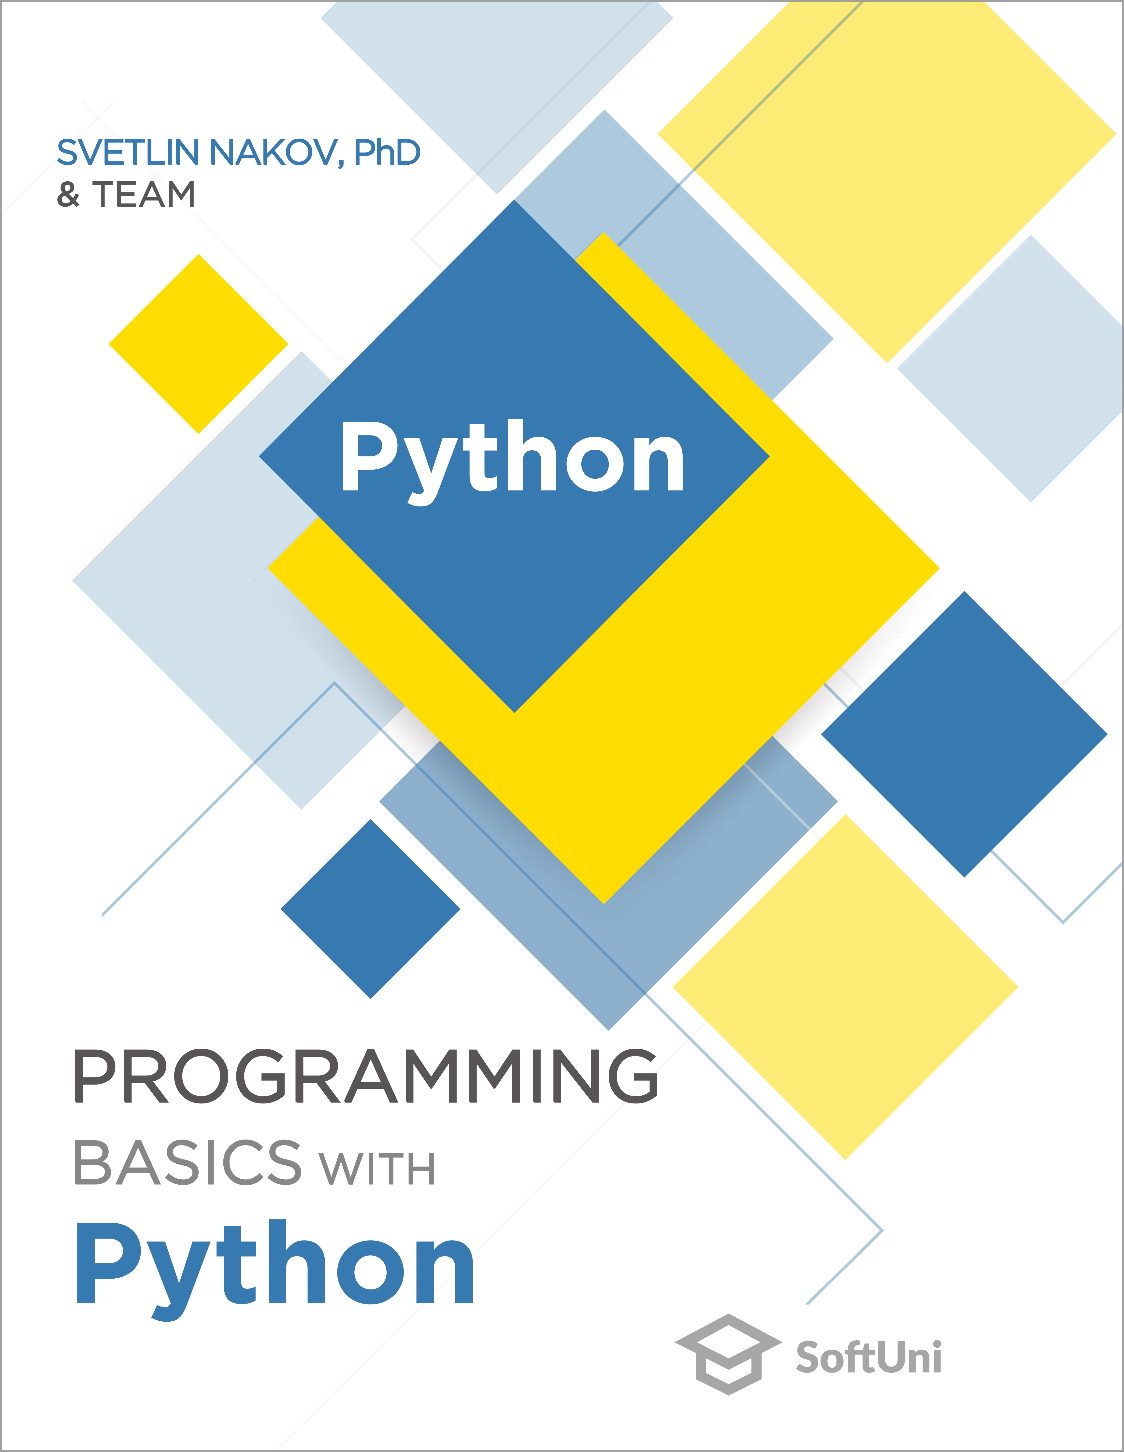 SVETLIN NAKOV, PhD
& TEAM
Python
PROGRAMMING
BASICS WITH
Python
SoftUni